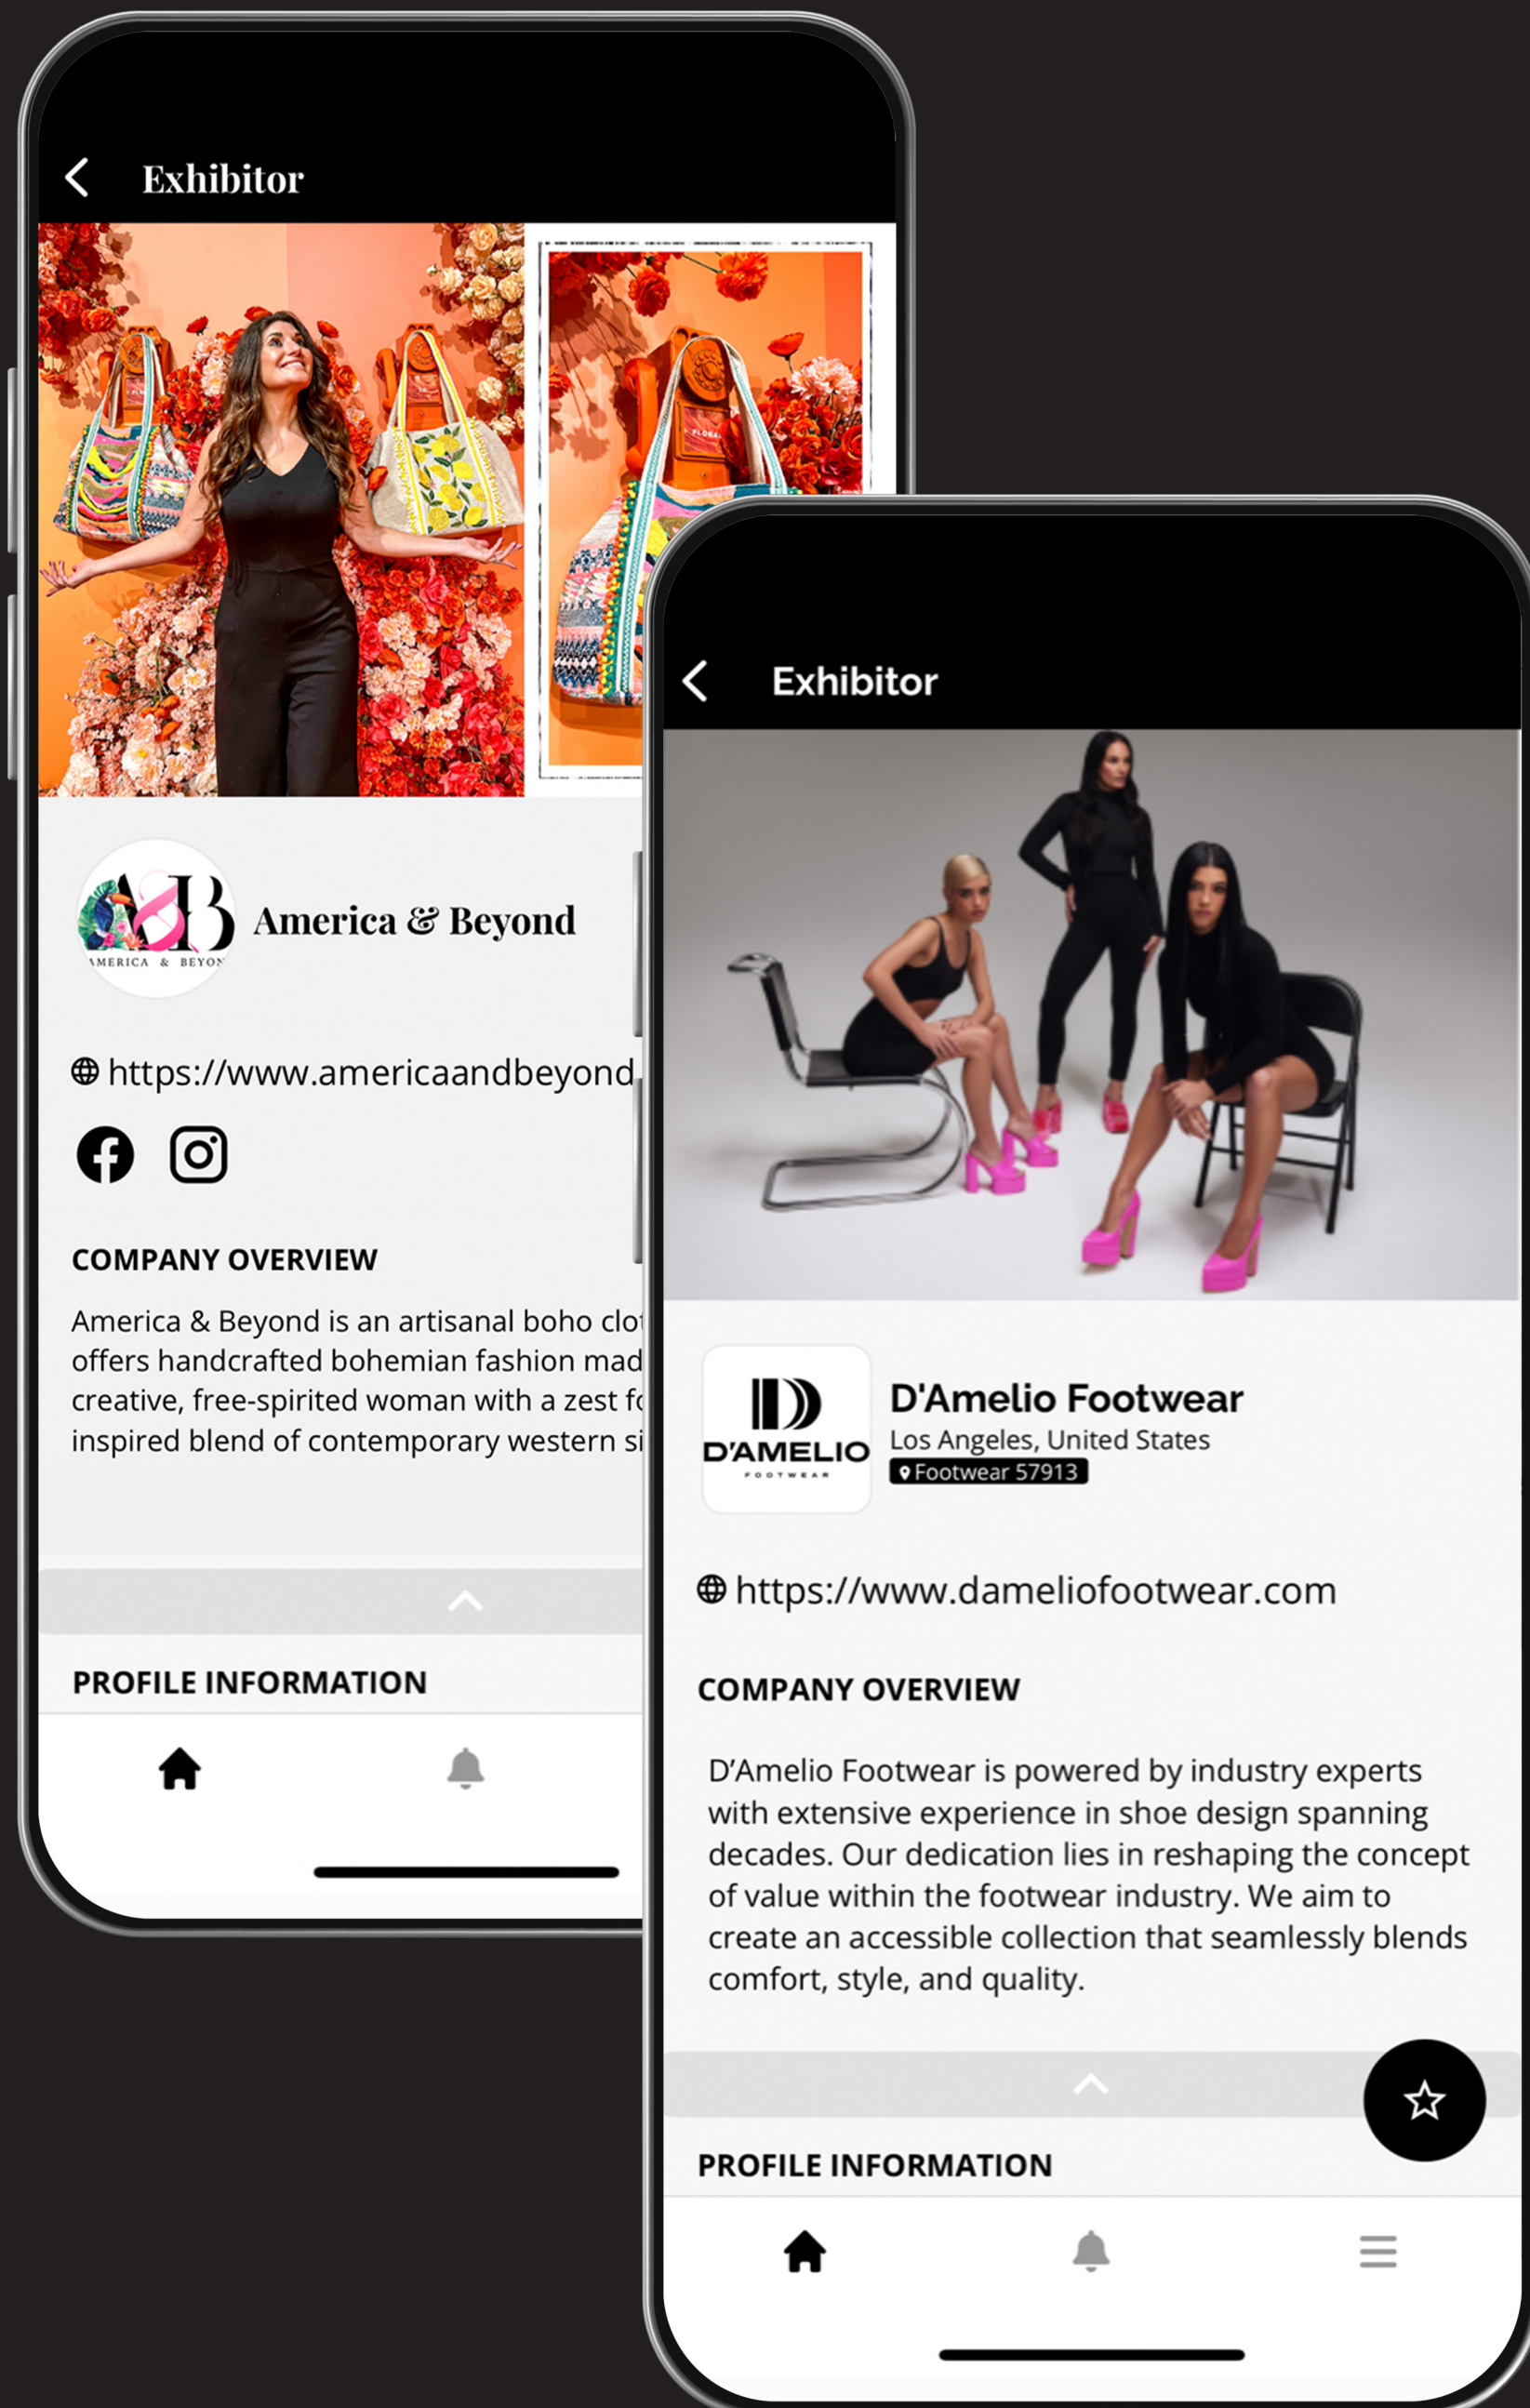 Exhibitor
FLORAL
A&B
AMERICA & BEYON
America & Beyond
https://www.americaandbeyond
COMPANY OVERVIEW
America & Beyond is an artisanal boho
offers handcrafted bohemian fashion
creative, free-spirited woman with a zest
inspired blend of contemporary western
PROFILE INFORMATION
Exhibitor
D'AMELIO
FOOTWEAR
D'Amelio Footwear
Los Angeles, United States
Footwear 57913
https://www.dameliofootwear.com
COMPANY OVERVIEW
D’Amelio Footwear is powered by industry experts
with extensive experience in shoe design spanning
decades. Our dedication lies in reshaping the concept
of value within the footwear industry. We aim to
create an accessible collection that seamlessly blends
comfort, style, and quality.
PROFILE INFORMATION